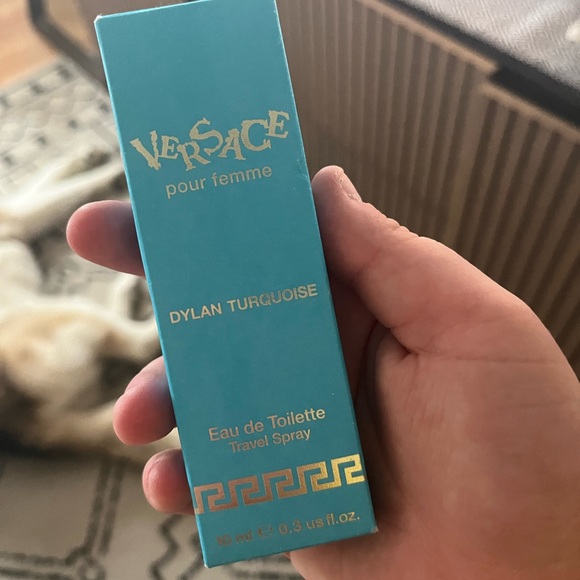 VERSACE
pour femme
DYLAN TURQUOISE
Eau de Toilette
Travel Spray
10 ml ℮ 0.3 us fl.oz.